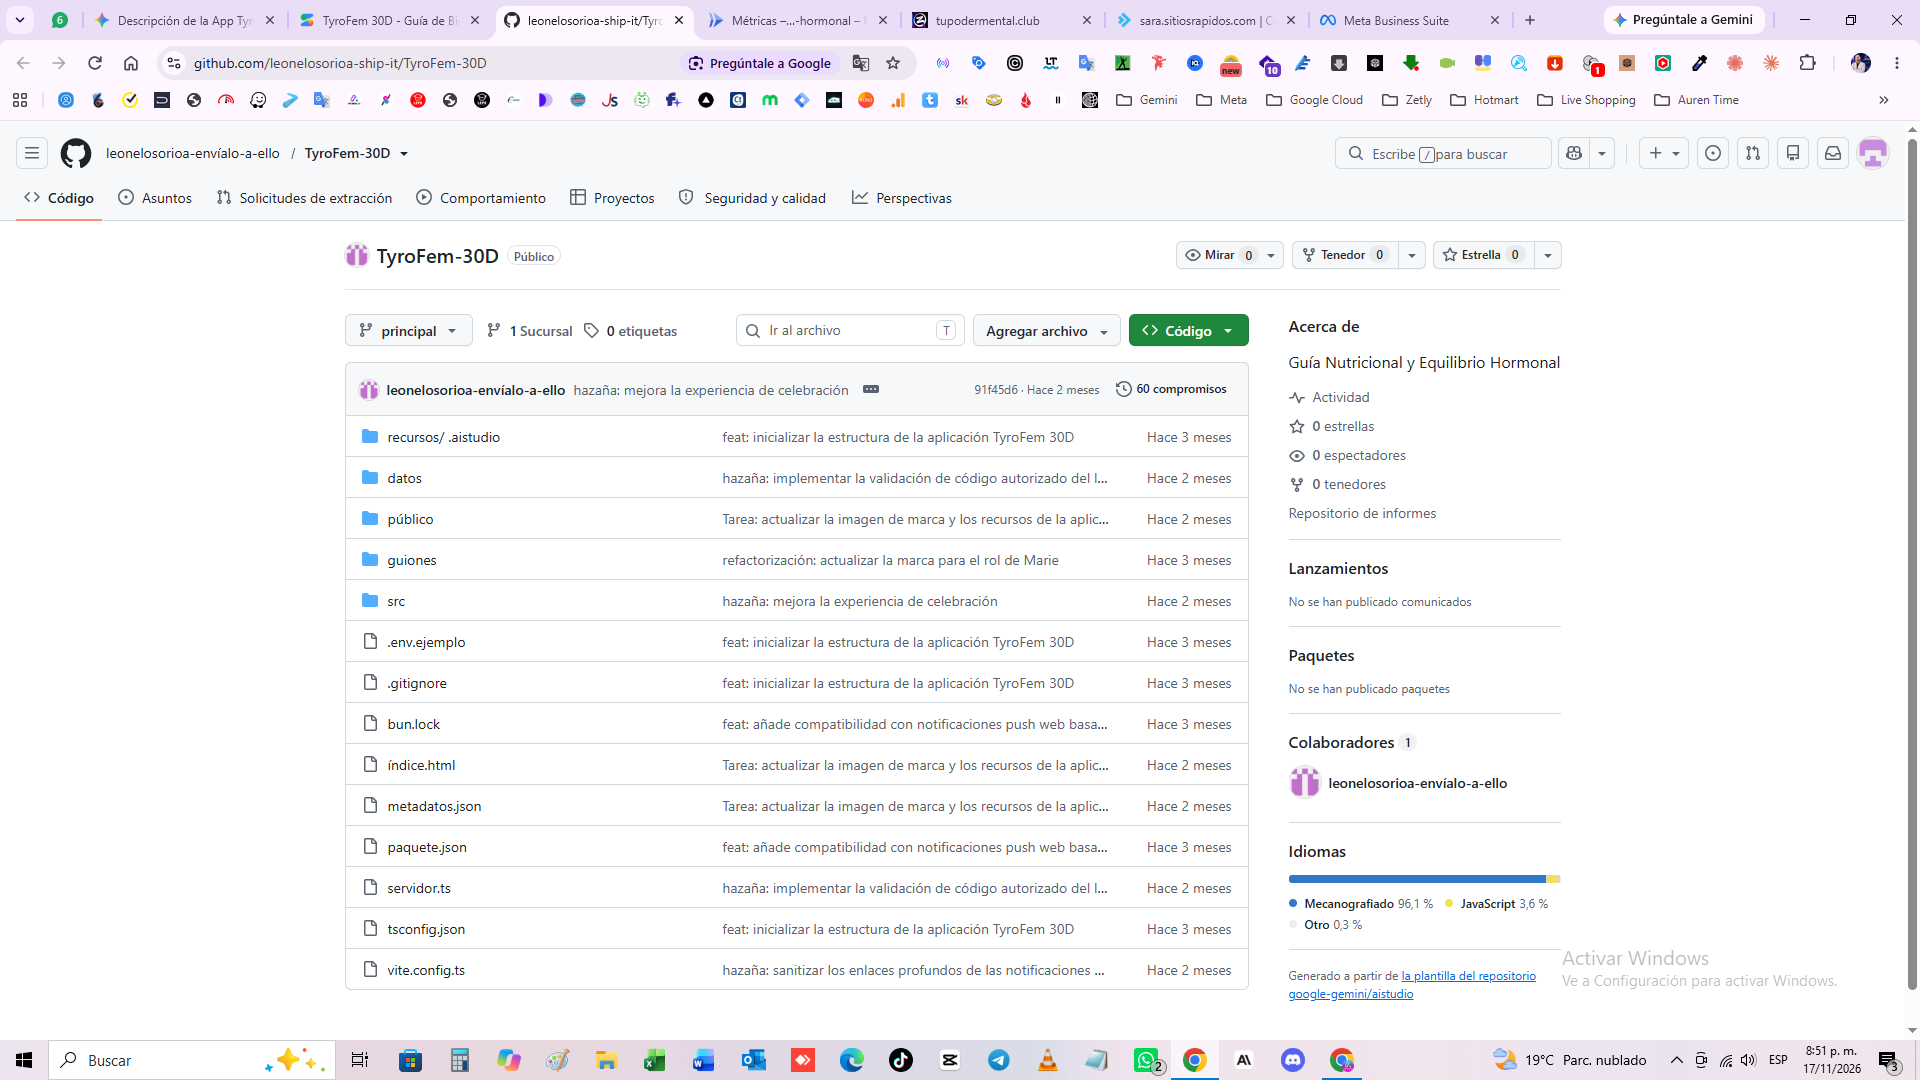 Descripción de la App Tyr
TyroFem 30D - Guía de Bi
leonelosorioa-ship-it/Tyro
Métricas –...-hormonal –
tupodermental.club
sara.sitiosrapidos.com | C
Meta Business Suite
Pregúntale a Gemini
github.com/leonelosorioa-ship-it/TyroFem-30D
Pregúntale a Google
Gemini
Meta
Google Cloud
Zetly
Hotmart
Live Shopping
Auren Time
leonelosorioa-envíalo-a-ello / TyroFem-30D
Escribe / para buscar
Código
Asuntos
Solicitudes de extracción
Comportamiento
Proyectos
Seguridad y calidad
Perspectivas
TyroFem-30D Público
Mirar 0
Tenedor 0
Estrella 0
principal
1 Sucursal
0 etiquetas
Ir al archivo T
Agregar archivo
Código
leonelosorioa-envíalo-a-ello hazaña: mejora la experiencia de celebración
91f45d6 · Hace 2 meses
60 compromisos
recursos/ .aistudio feat: inicializar la estructura de la aplicación TyroFem 30D Hace 3 meses
datos hazaña: implementar la validación de código autorizado del l... Hace 2 meses
público Tarea: actualizar la imagen de marca y los recursos de la aplic... Hace 2 meses
guiones refactorización: actualizar la marca para el rol de Marie Hace 3 meses
src hazaña: mejora la experiencia de celebración Hace 2 meses
.env.ejemplo feat: inicializar la estructura de la aplicación TyroFem 30D Hace 3 meses
.gitignore feat: inicializar la estructura de la aplicación TyroFem 30D Hace 3 meses
bun.lock feat: añade compatibilidad con notificaciones push web basa... Hace 3 meses
índice.html Tarea: actualizar la imagen de marca y los recursos de la aplic... Hace 2 meses
metadatos.json Tarea: actualizar la imagen de marca y los recursos de la aplic... Hace 2 meses
paquete.json feat: añade compatibilidad con notificaciones push web basa... Hace 3 meses
servidor.ts hazaña: implementar la validación de código autorizado del l... Hace 2 meses
tsconfig.json feat: inicializar la estructura de la aplicación TyroFem 30D Hace 3 meses
vite.config.ts hazaña: sanitizar los enlaces profundos de las notificaciones ... Hace 2 meses
Acerca de
Guía Nutricional y Equilibrio Hormonal
Actividad
0 estrellas
0 espectadores
0 tenedores
Repositorio de informes
Lanzamientos
No se han publicado comunicados
Paquetes
No se han publicado paquetes
Colaboradores 1
leonelosorioa-envíalo-a-ello
Idiomas
Mecanografiado 96,1 %
JavaScript 3,6 %
Otro 0,3 %
Generado a partir de la plantilla del repositorio
google-gemini/aistudio
Activar Windows
Ve a Configuración para activar Windows.
Buscar
19°C Parc. nublado
ESP
8:51 p. m.
17/11/2026